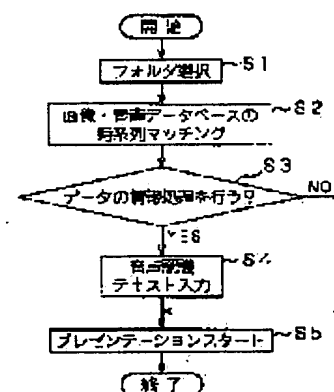 開始
フォルダ選択 S1
画像・音声データベースの S2
時系列マッチング
S3
データの情報処理を行う? NO
YES
音声認識 S4
テキスト入力
プレゼンテーションスタート S5
終了